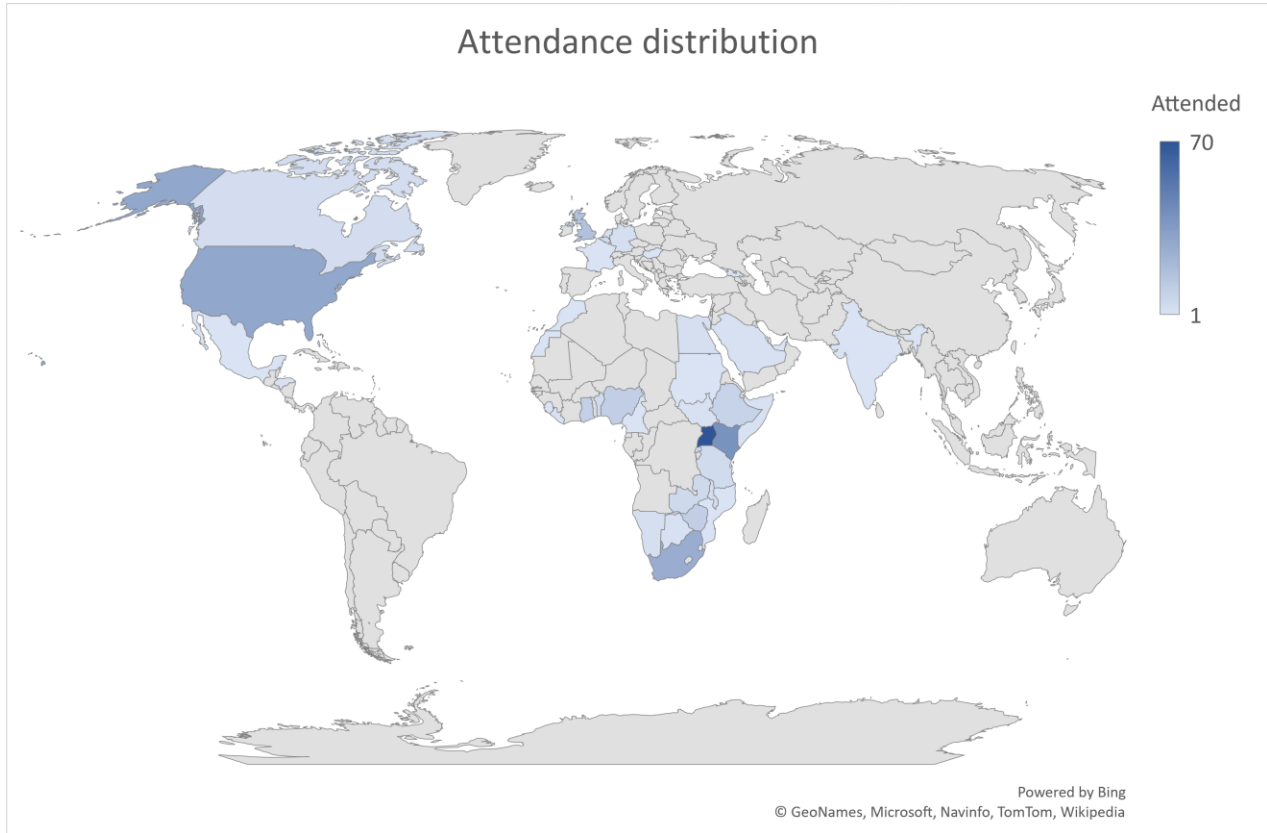 Attendance distribution
Attended
70
1
Powered by Bing
© GeoNames, Microsoft, Navinfo, TomTom, Wikipedia